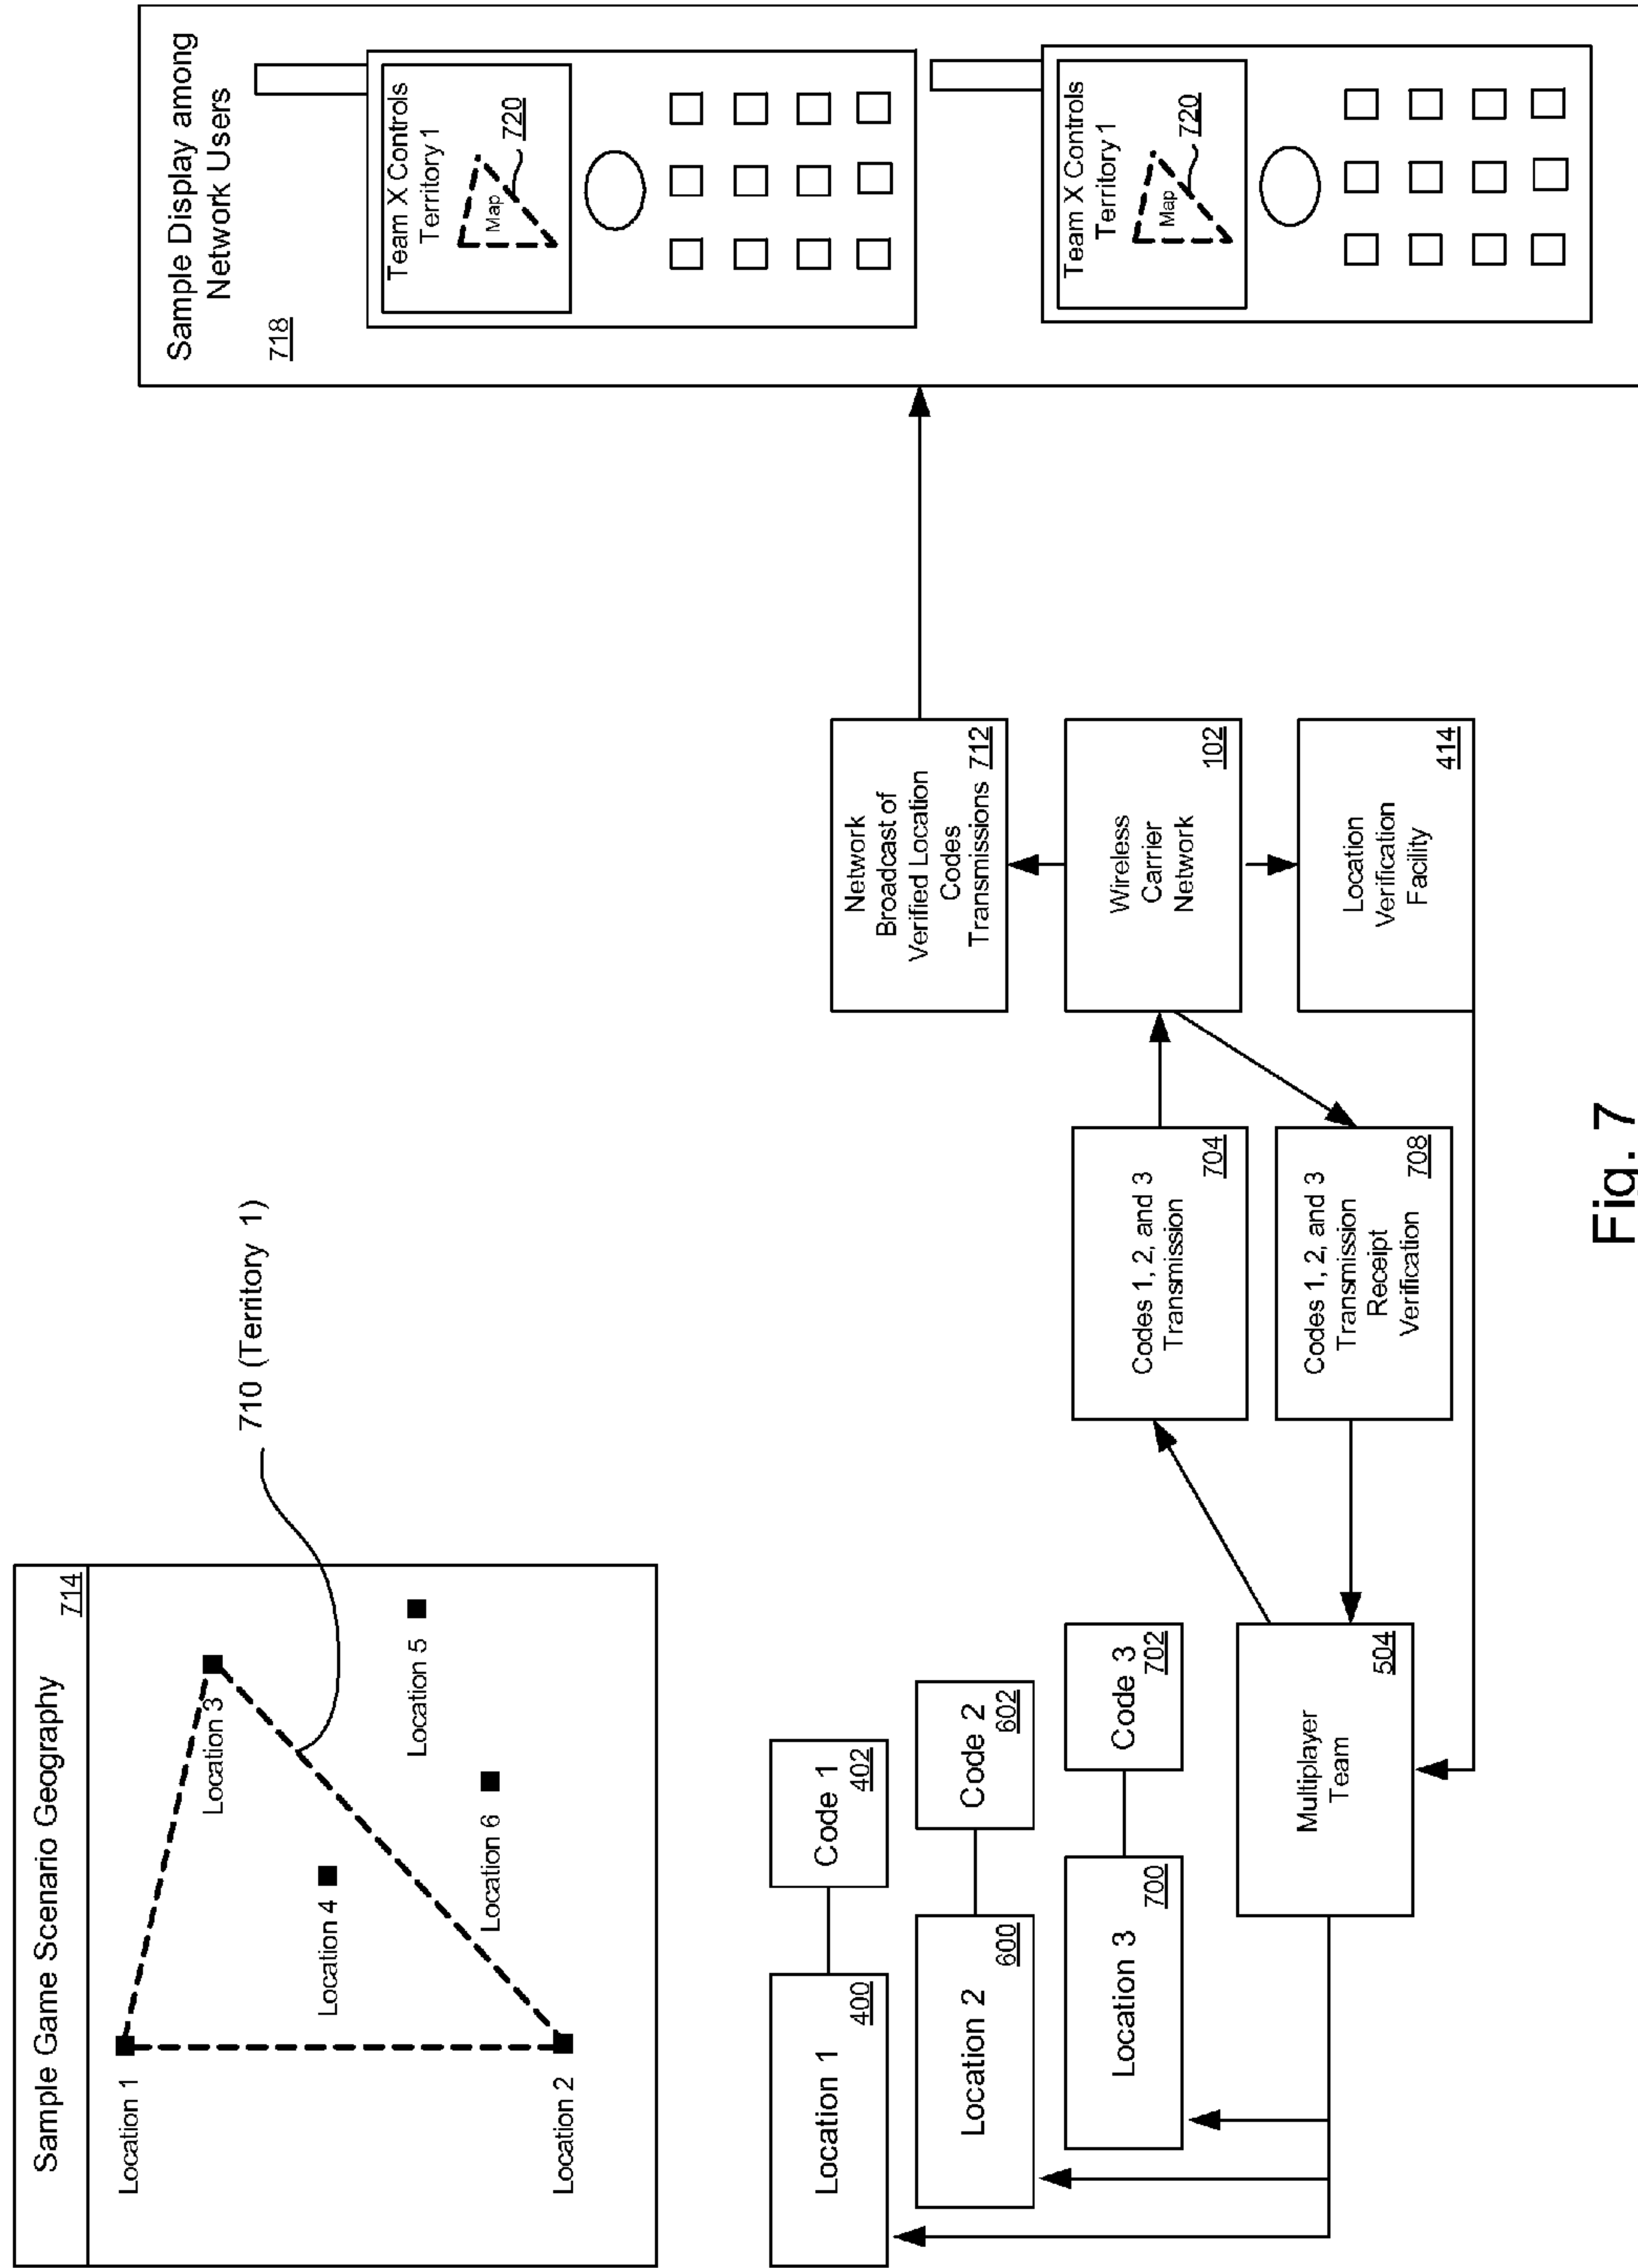 Sample Game Scenario Geography
714
Location 1
Location 3
Location 4
Location 5
Location 6
Location 2
710 (Territory 1)
Sample Display among
Network Users
718
Team X Controls
Territory 1
Map
720
Team X Controls
Territory 1
Map
720
Location 1
400
Code 1
402
Location 2
600
Code 2
602
Location 3
700
Code 3
702
Multiplayer
Team
504
Codes 1, 2, and 3
Transmission
704
Codes 1, 2, and 3
Transmission
Receipt
Verification
708
Network
Broadcast of
Verified Location
Codes
Transmissions 712
Wireless
Carrier
Network
102
Location
Verification
Facility
414
Fig. 7